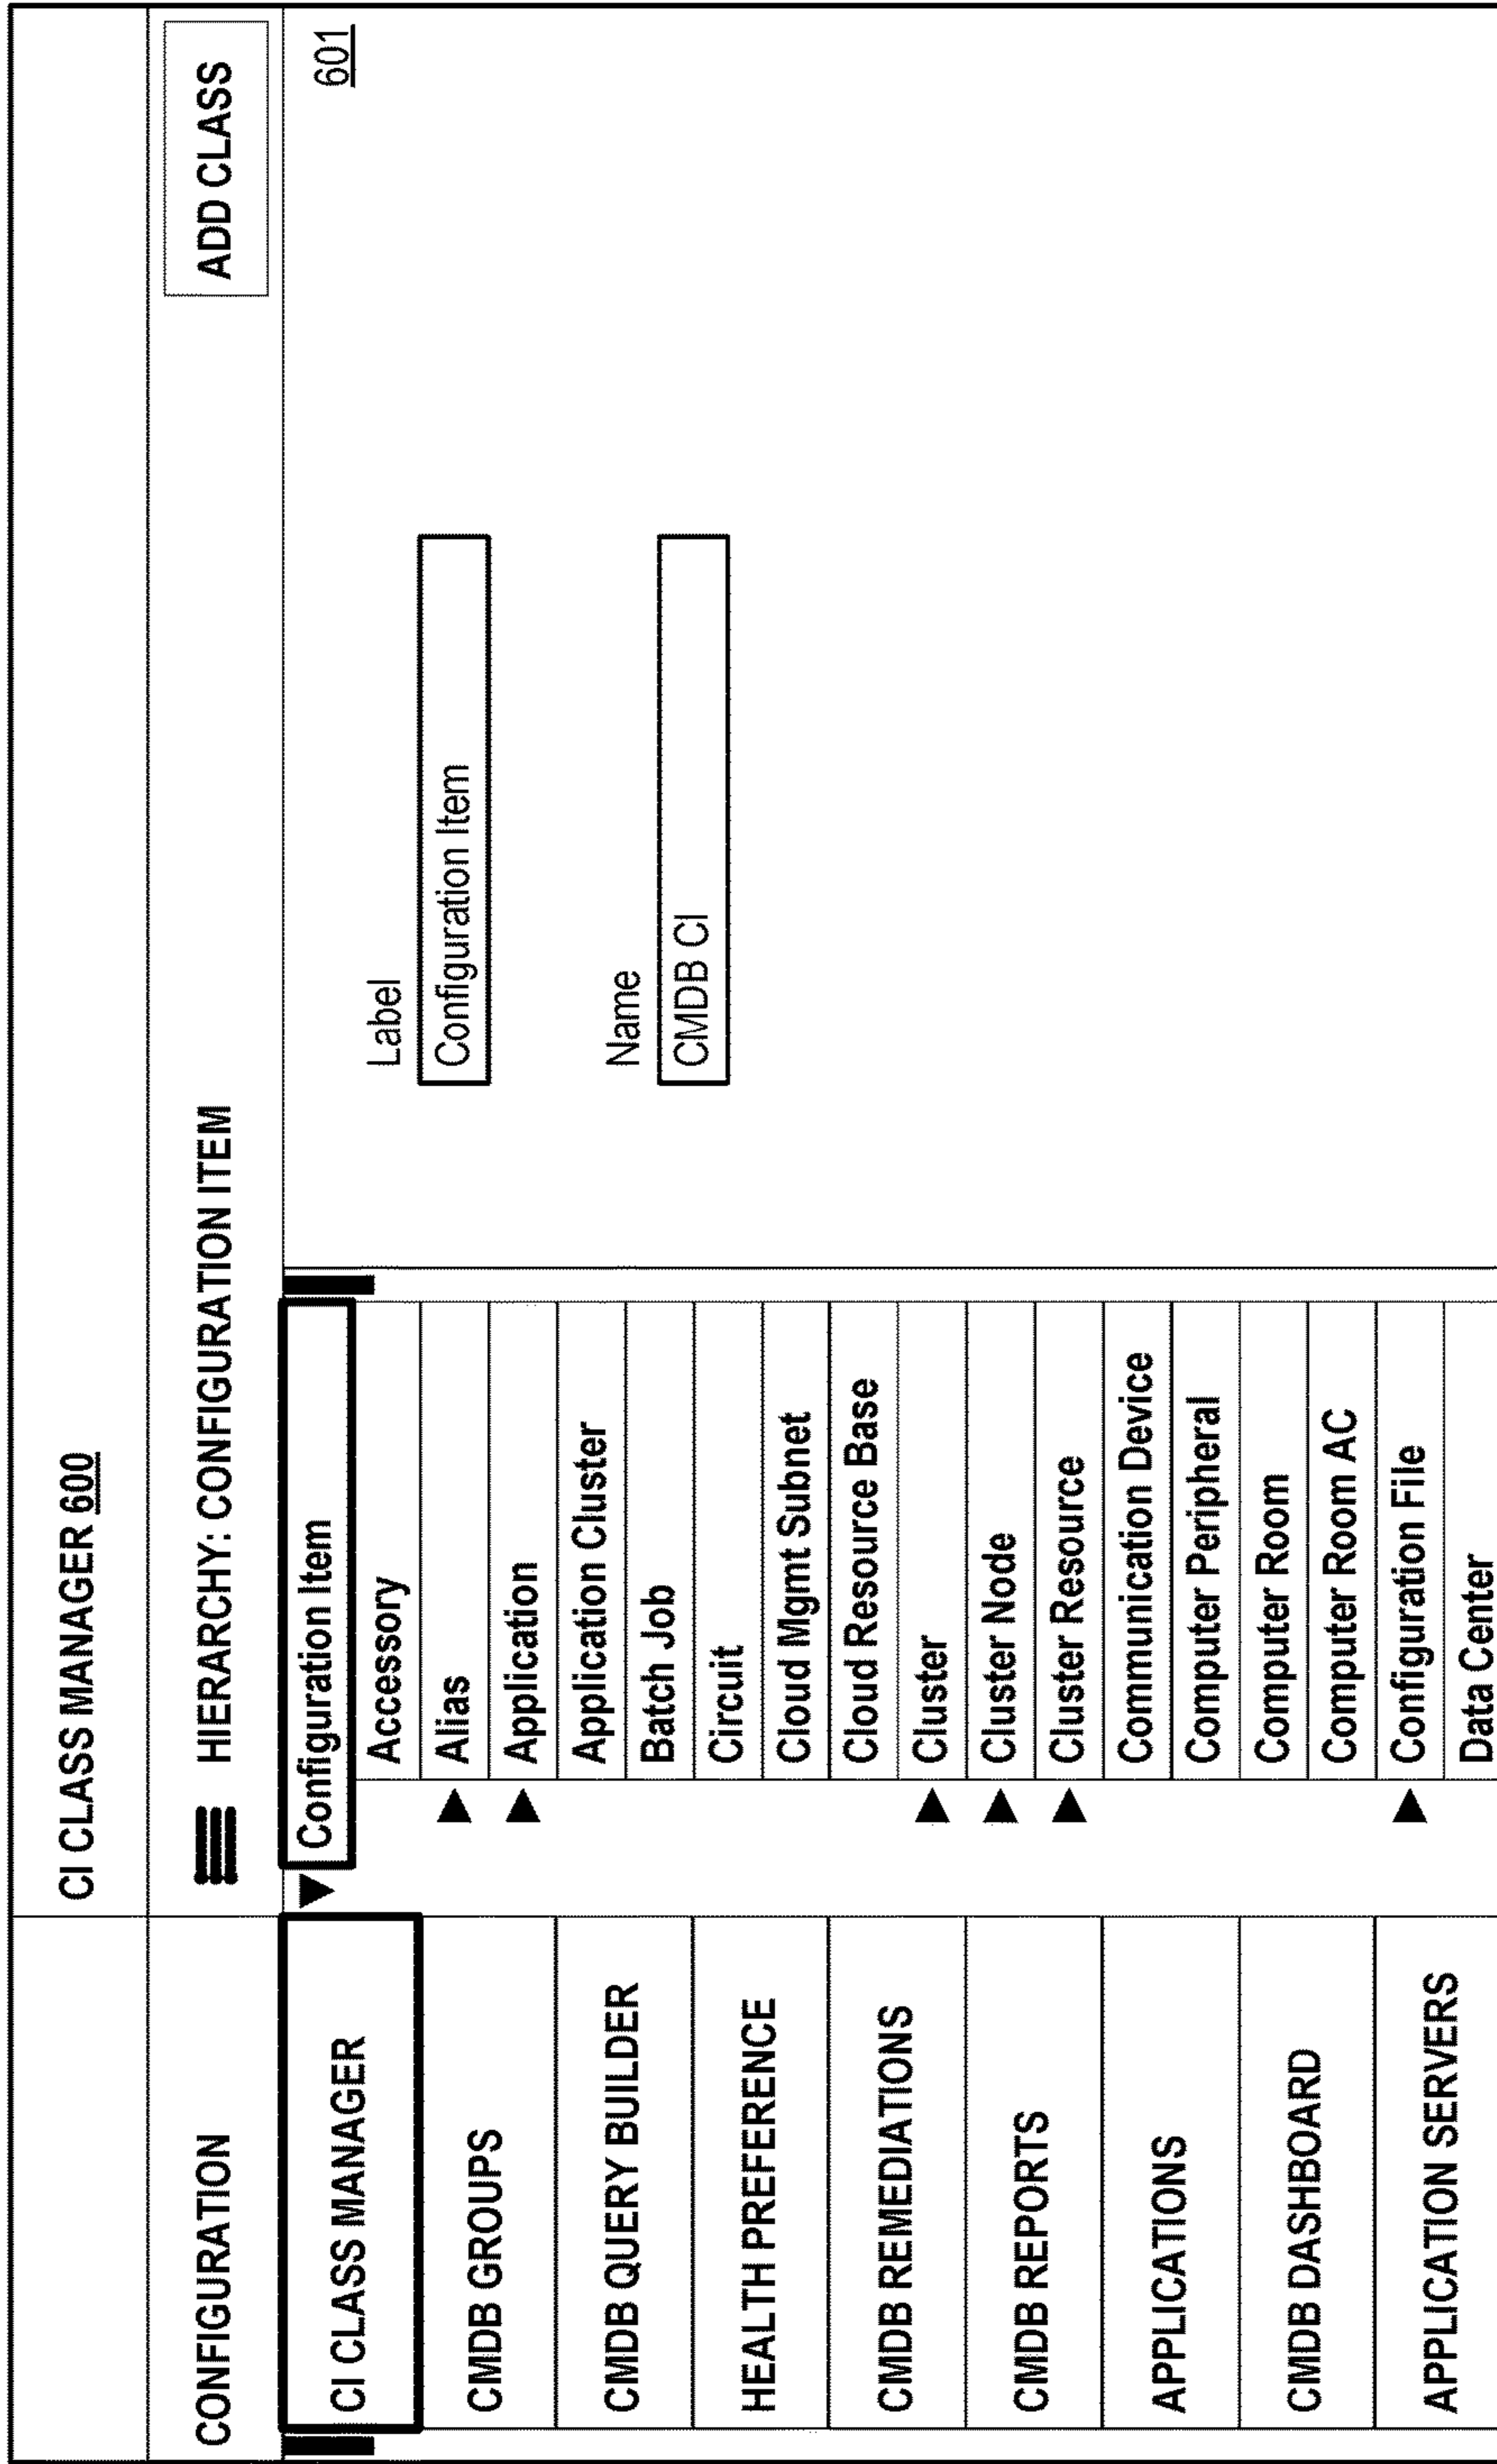 CI CLASS MANAGER 600
CONFIGURATION
HIERARCHY: CONFIGURATION ITEM
ADD CLASS
CI CLASS MANAGER
CMDB GROUPS
CMDB QUERY BUILDER
HEALTH PREFERENCE
CMDB REMEDIATIONS
CMDB REPORTS
APPLICATIONS
CMDB DASHBOARD
APPLICATION SERVERS
Configuration Item
Accessory
Alias
Application
Application Cluster
Batch Job
Circuit
Cloud Mgmt Subnet
Cloud Resource Base
Cluster
Cluster Node
Cluster Resource
Communication Device
Computer Peripheral
Computer Room
Computer Room AC
Configuration File
Data Center
601
Label
Configuration Item
Name
CMDB CI